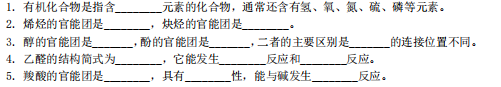 1. 有机化合物是指含________元素的化合物，通常还含有氢、氧、氮、硫、磷等元素。
2. 烯烃的官能团是________，炔烃的官能团是________。
3. 醇的官能团是_______,酚的官能团是_______,二者的主要区别是_______的连接位置不同。
4. 乙醛的结构简式为________，它能发生________反应和________反应。
5. 羧酸的官能团是________，具有________性，能与碱发生________反应。